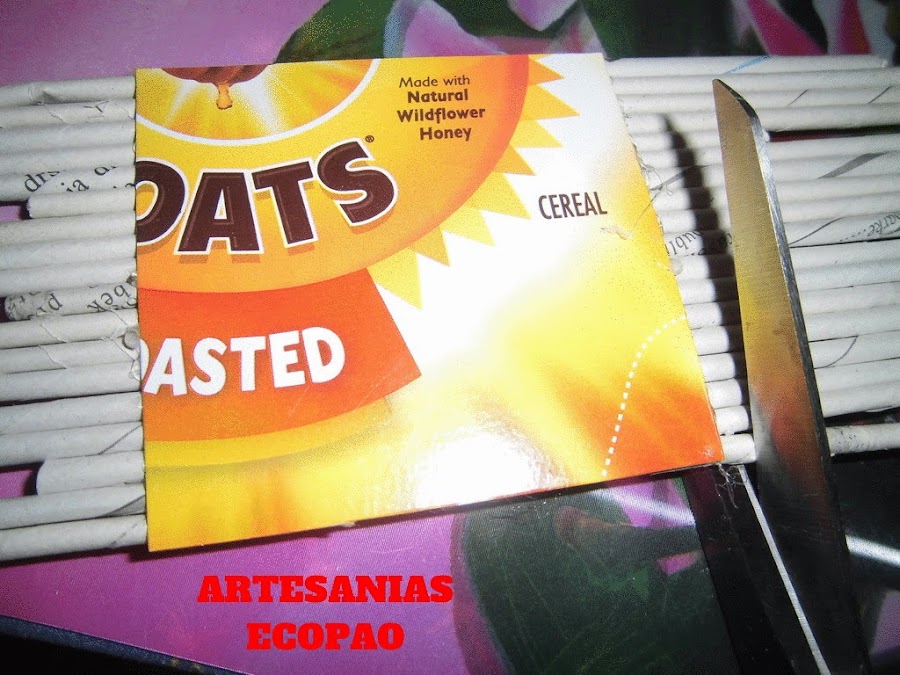 Made with
Natural
Wildflower
Honey
OATS®
CEREAL
OASTED
ARTESANIAS
ECOPAO